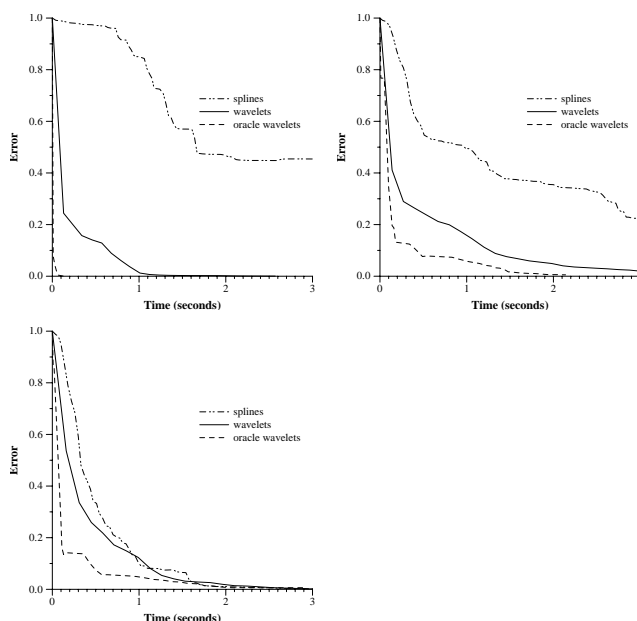 1.0
0.8
0.6
0.4
0.2
0.0
Error
splines
wavelets
oracle wavelets
0 1 2 3
Time (seconds)
1.0
0.8
0.6
0.4
0.2
0.0
Error
splines
wavelets
oracle wavelets
0 1 2
Time (seconds)
1.0
0.8
0.6
0.4
0.2
0.0
Error
splines
wavelets
oracle wavelets
0 1 2 3
Time (seconds)